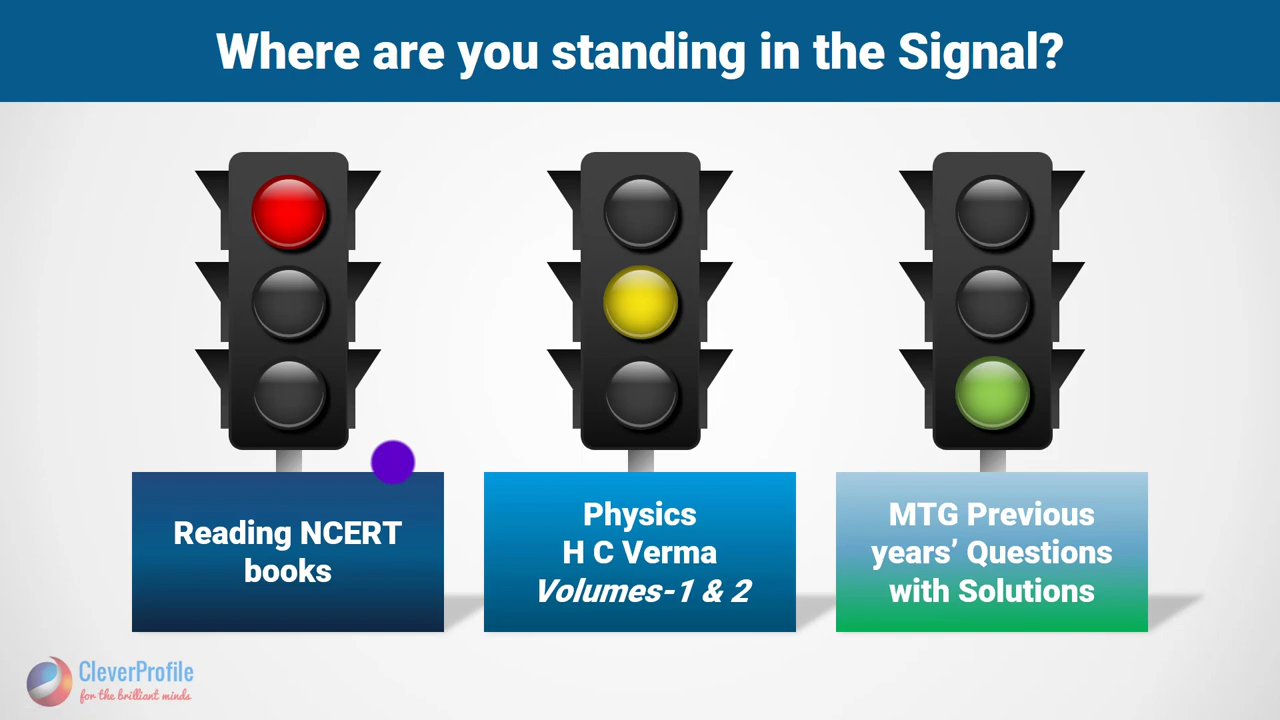 Where are you standing in the Signal?
Reading NCERT
books
Physics
H C Verma
Volumes-1 & 2
MTG Previous
years’ Questions
with Solutions
CleverProfile
for the brilliant minds